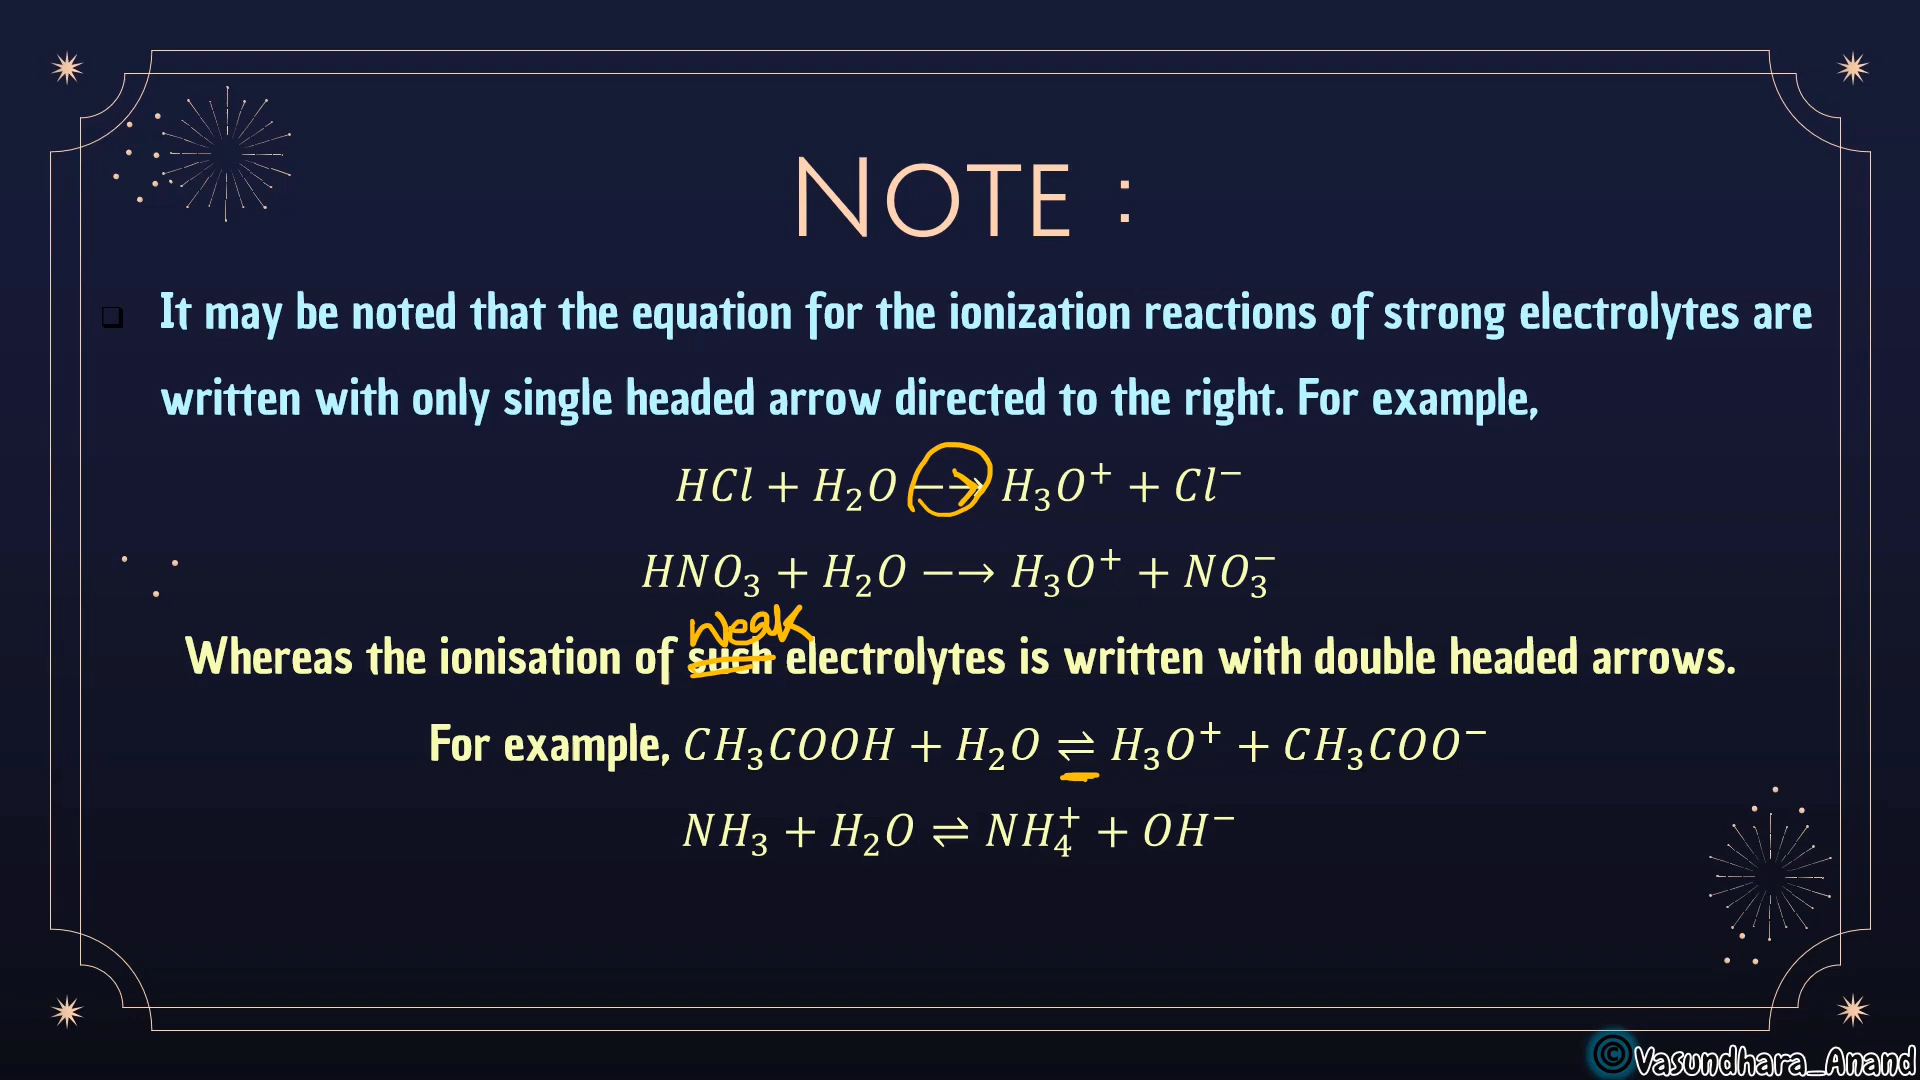 NOTE :
It may be noted that the equation for the ionization reactions of strong electrolytes are
written with only single headed arrow directed to the right. For example,
HCl + H₂O −→ H₃O⁺ + Cl⁻
HNO₃ + H₂O −→ H₃O⁺ + NO₃⁻
weak
Whereas the ionisation of such electrolytes is written with double headed arrows.
For example, CH₃COOH + H₂O ⇌ H₃O⁺ + CH₃COO⁻
NH₃ + H₂O ⇌ NH₄⁺ + OH⁻
© Vasundhara_Anand